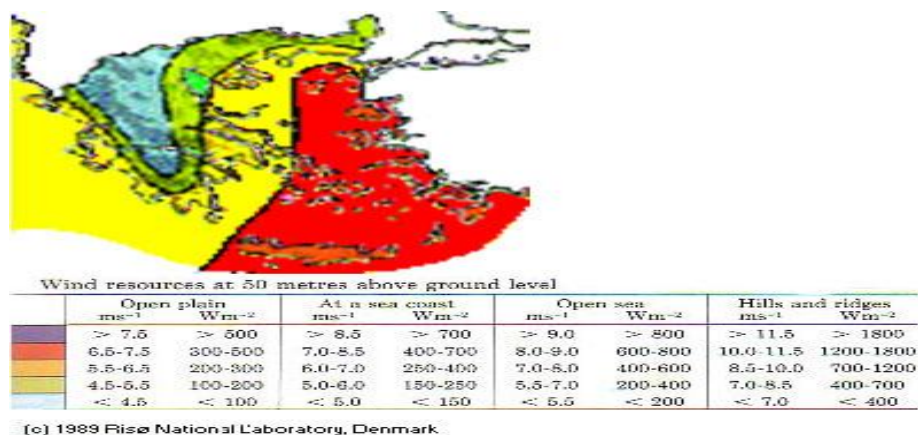 Wind resources at 50 metres above ground level
Open plain At a sea coast Open sea Hills and ridges
ms⁻¹ Wm⁻² ms⁻¹ Wm⁻² ms⁻¹ Wm⁻² ms⁻¹ Wm⁻²
> 7.5 > 500 > 8.5 > 700 > 9.0 > 800 > 11.5 > 1800
6.5-7.5 300-500 7.0-8.5 400-700 8.0-9.0 600-800 10.0-11.5 1200-1800
5.5-6.5 200-300 6.0-7.0 250-400 7.0-8.0 400-600 8.5-10.0 700-1200
4.5-5.5 100-200 5.0-6.0 150-250 5.5-7.0 200-400 7.0-8.5 400-700
< 4.5 < 100 < 5.0 < 150 < 5.5 < 200 < 7.0 < 400
(c) 1989 Risø National Laboratory, Denmark